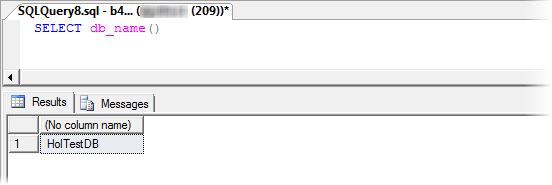 SQLQuery8.sql - b4... ( (209))*
SELECT db_name()
Results Messages
(No column name)
1 HolTestDB